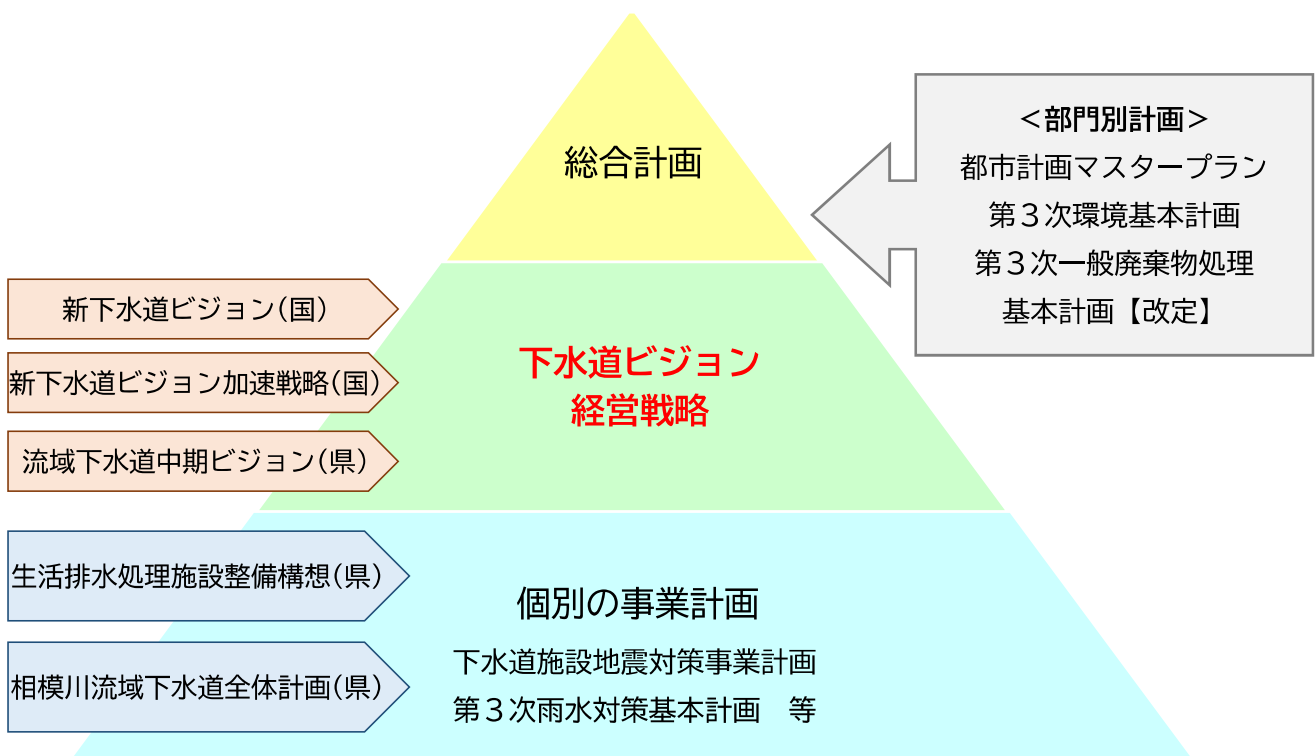 総合計画
＜部門別計画＞
都市計画マスタープラン
第３次環境基本計画
第３次一般廃棄物処理
基本計画【改定】
新下水道ビジョン(国)
新下水道ビジョン加速戦略(国)
流域下水道中期ビジョン(県)
下水道ビジョン
経営戦略
生活排水処理施設整備構想(県)
相模川流域下水道全体計画(県)
個別の事業計画
下水道施設地震対策事業計画
第３次雨水対策基本計画　等